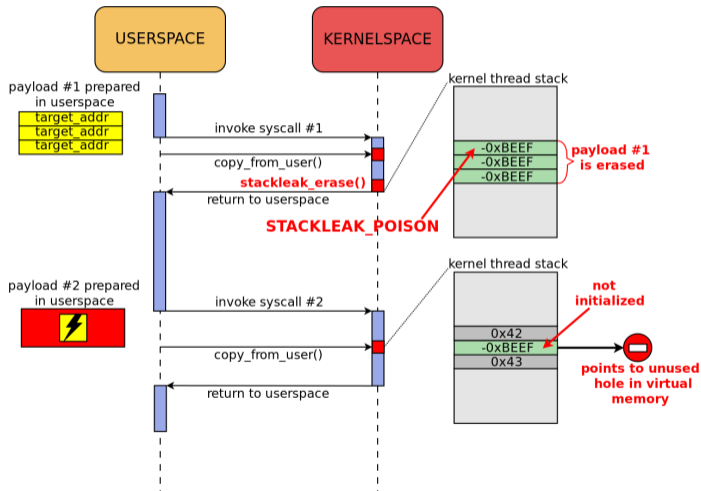 USERSPACE
KERNELSPACE
payload #1 prepared
in userspace
target_addr
target_addr
target_addr
invoke syscall #1
copy_from_user()
stackleak_erase()
return to userspace
kernel thread stack
-0xBEEF
-0xBEEF
-0xBEEF
payload #1
is erased
STACKLEAK_POISON
payload #2 prepared
in userspace
invoke syscall #2
copy_from_user()
return to userspace
kernel thread stack
0x42
-0xBEEF
0x43
not
initialized
points to unused
hole in virtual
memory